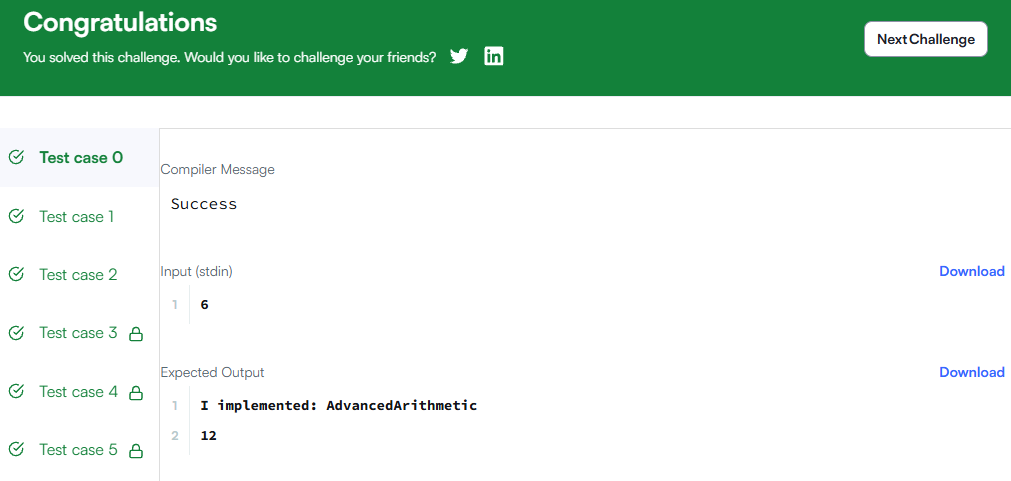 Congratulations
You solved this challenge. Would you like to challenge your friends?
Next Challenge
Test case 0
Test case 1
Test case 2
Test case 3
Test case 4
Test case 5
Compiler Message
Success
Input (stdin)
Download
1 6
Expected Output
Download
1 I implemented: AdvancedArithmetic
2 12